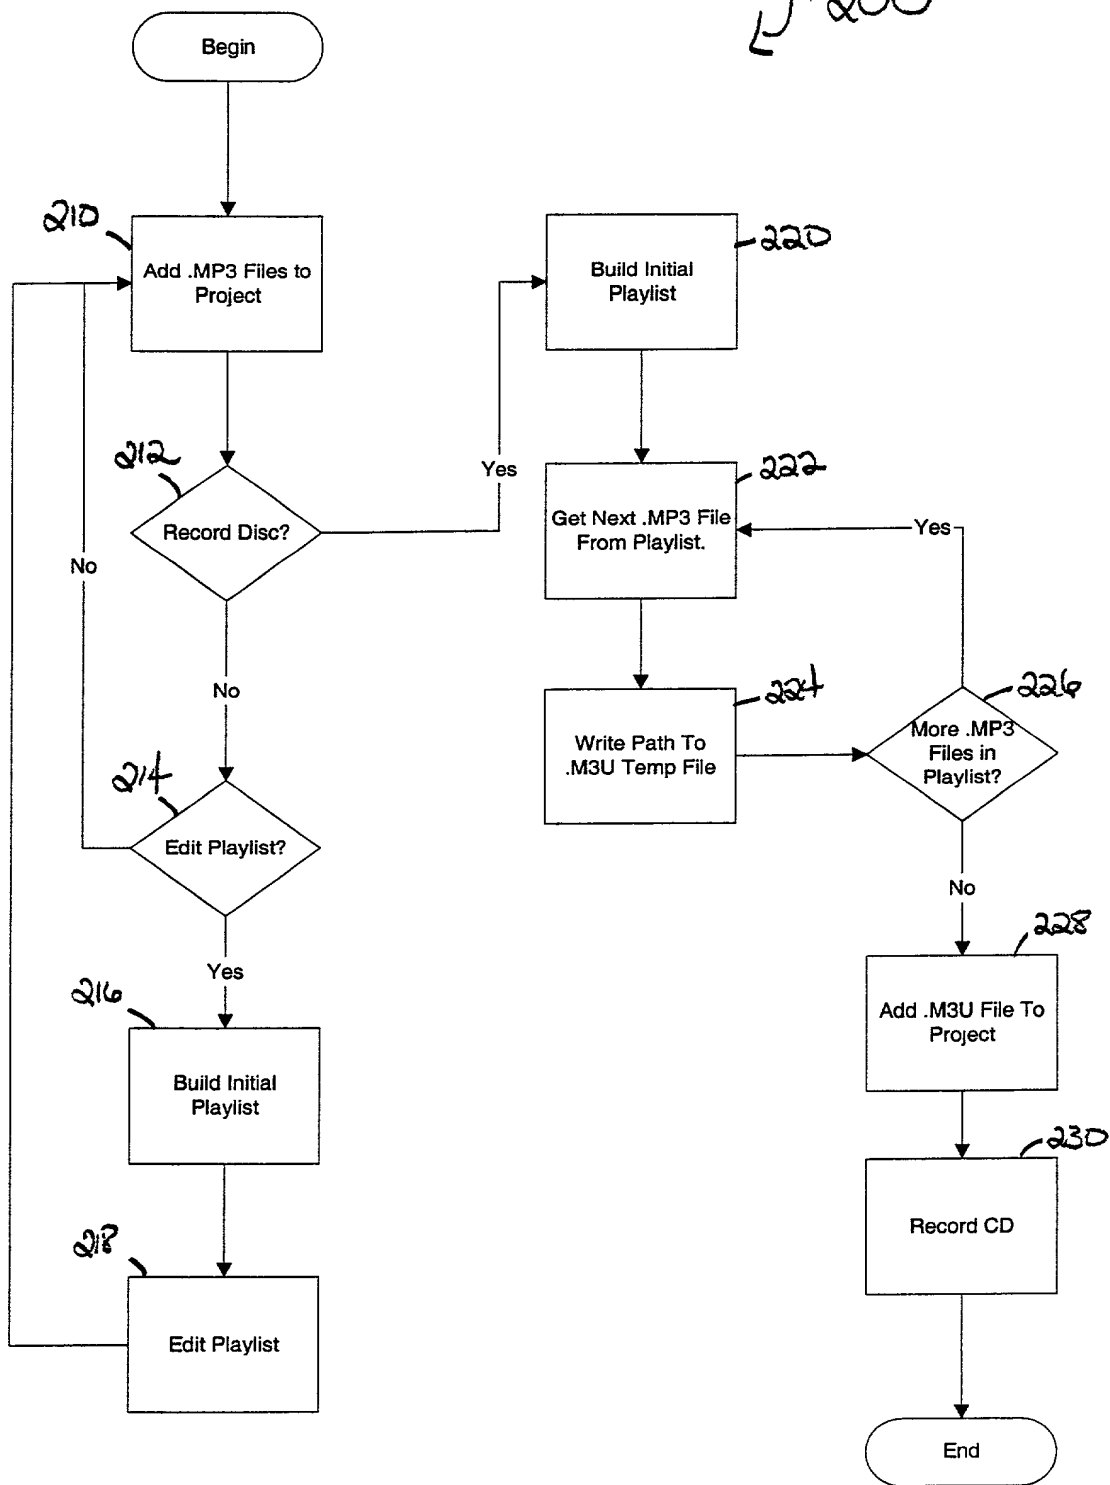 200
Begin
210
Add .MP3 Files to
Project
212
Record Disc?
Yes
No
No
214
Edit Playlist?
Yes
216
Build Initial
Playlist
218
Edit Playlist
220
Build Initial
Playlist
222
Get Next .MP3 File
From Playlist.
Yes
224
Write Path To
.M3U Temp File
226
More .MP3
Files in
Playlist?
No
228
Add .M3U File To
Project
230
Record CD
End